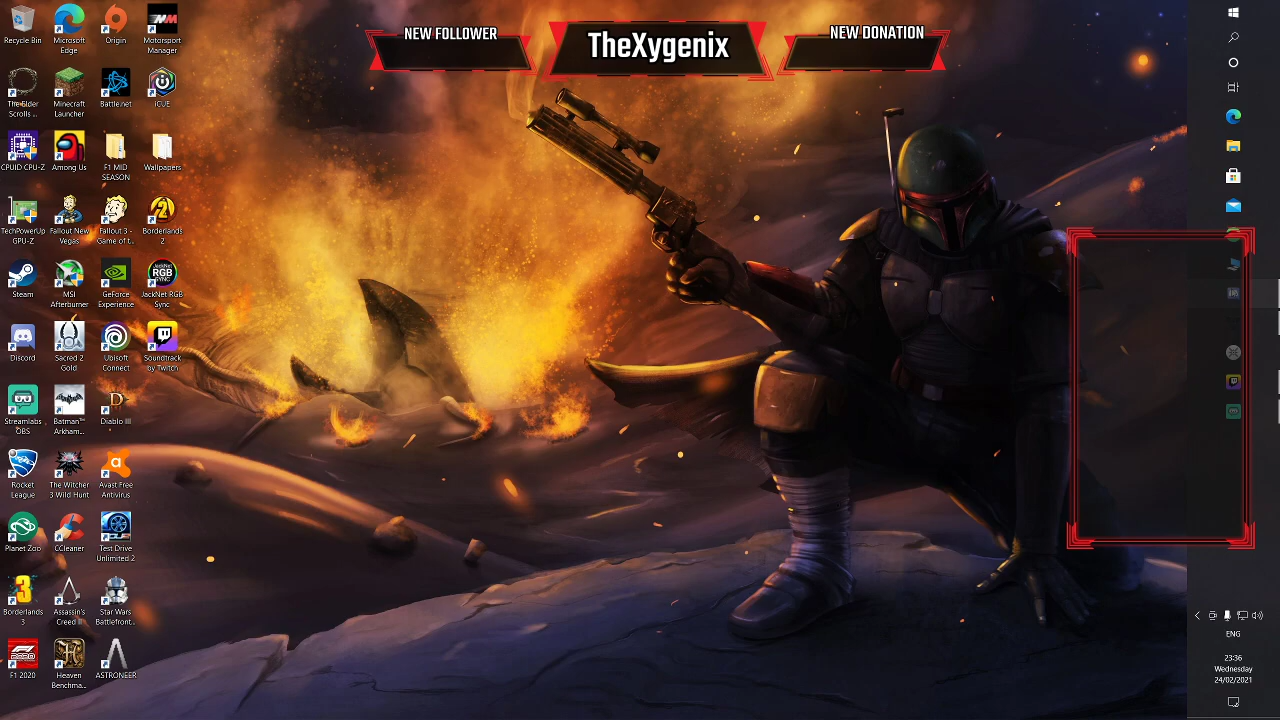 NEW FOLLOWER
TheXygenix
NEW DONATION
Recycle Bin
Microsoft
Edge
Origin
Motorsport
Manager
The Elder
Scrolls ...
Minecraft
Launcher
Battle.net
iCUE
CPUID CPU-Z
Among Us
F1 MID
SEASON
Wallpapers
TechPowerUp
GPU-Z
Fallout New
Vegas
Fallout 3 -
Game of t...
Borderlands
2
Steam
MSI
Afterburner
GeForce
Experience
JackNet RGB
Sync
Discord
Sacred 2
Gold
Ubisoft
Connect
Soundtrack
by Twitch
Streamlabs
OBS
Batman™
Arkham...
Diablo III
Rocket
League
The Witcher
3 Wild Hunt
Avast Free
Antivirus
Planet Zoo
CCleaner
Test Drive
Unlimited 2
Borderlands
3
Assassin's
Creed II
Star Wars
Battlefront...
F1 2020
Heaven
Benchma...
ASTRONEER
ENG
23:36
Wednesday
24/02/2021